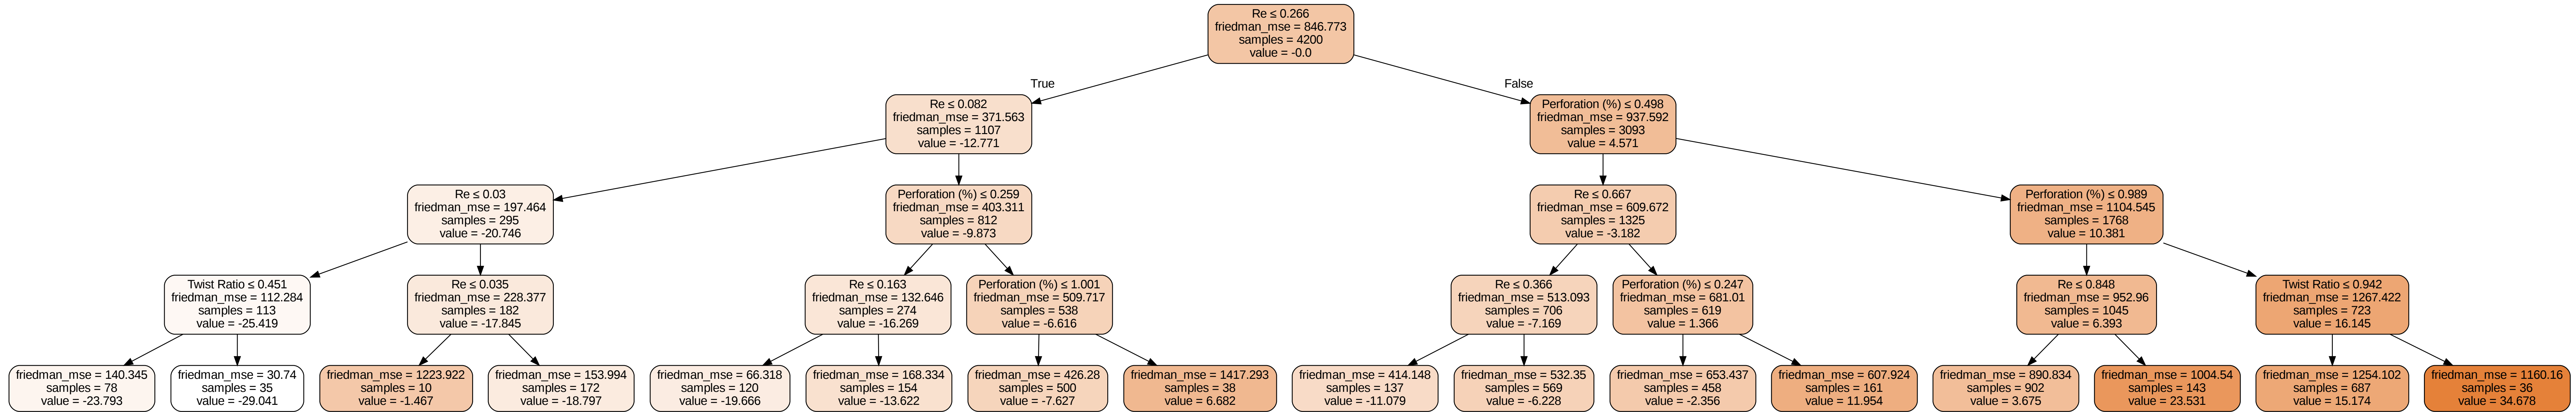 Re ≤ 0.266
friedman_mse = 846.773
samples = 4200
value = -0.0
True
False
Re ≤ 0.082
friedman_mse = 371.563
samples = 1107
value = -12.771
Perforation (%) ≤ 0.498
friedman_mse = 937.592
samples = 3093
value = 4.571
Re ≤ 0.03
friedman_mse = 197.464
samples = 295
value = -20.746
Perforation (%) ≤ 0.259
friedman_mse = 403.311
samples = 812
value = -9.873
Re ≤ 0.667
friedman_mse = 609.672
samples = 1325
value = -3.182
Perforation (%) ≤ 0.989
friedman_mse = 1104.545
samples = 1768
value = 10.381
Twist Ratio ≤ 0.451
friedman_mse = 112.284
samples = 113
value = -25.419
Re ≤ 0.035
friedman_mse = 228.377
samples = 182
value = -17.845
Re ≤ 0.163
friedman_mse = 132.646
samples = 274
value = -16.269
Perforation (%) ≤ 1.001
friedman_mse = 509.717
samples = 538
value = -6.616
Re ≤ 0.366
friedman_mse = 513.093
samples = 706
value = -7.169
Perforation (%) ≤ 0.247
friedman_mse = 681.01
samples = 619
value = 1.366
Re ≤ 0.848
friedman_mse = 952.96
samples = 1045
value = 6.393
Twist Ratio ≤ 0.942
friedman_mse = 1267.422
samples = 723
value = 16.145
friedman_mse = 140.345
samples = 78
value = -23.793
friedman_mse = 30.74
samples = 35
value = -29.041
friedman_mse = 1223.922
samples = 10
value = -1.467
friedman_mse = 153.994
samples = 172
value = -18.797
friedman_mse = 66.318
samples = 120
value = -19.666
friedman_mse = 168.334
samples = 154
value = -13.622
friedman_mse = 426.28
samples = 500
value = -7.627
friedman_mse = 1417.293
samples = 38
value = 6.682
friedman_mse = 414.148
samples = 137
value = -11.079
friedman_mse = 532.35
samples = 569
value = -6.228
friedman_mse = 653.437
samples = 458
value = -2.356
friedman_mse = 607.924
samples = 161
value = 11.954
friedman_mse = 890.834
samples = 902
value = 3.675
friedman_mse = 1004.54
samples = 143
value = 23.531
friedman_mse = 1254.102
samples = 687
value = 15.174
friedman_mse = 1160.16
samples = 36
value = 34.678